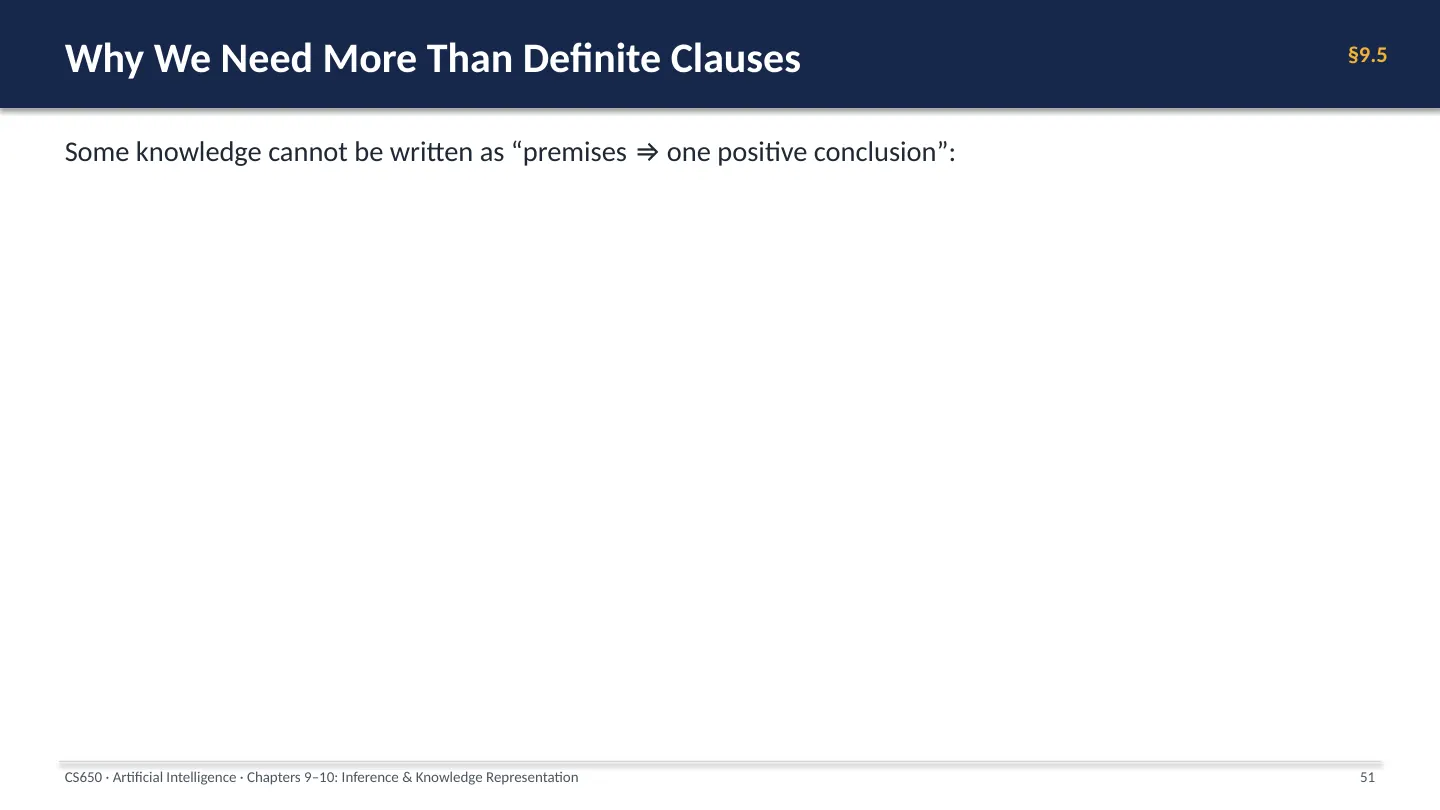 Why We Need More Than Definite Clauses
§9.5
Some knowledge cannot be written as “premises ⇒ one positive conclusion”:
CS650 · Artificial Intelligence · Chapters 9–10: Inference & Knowledge Representation
51